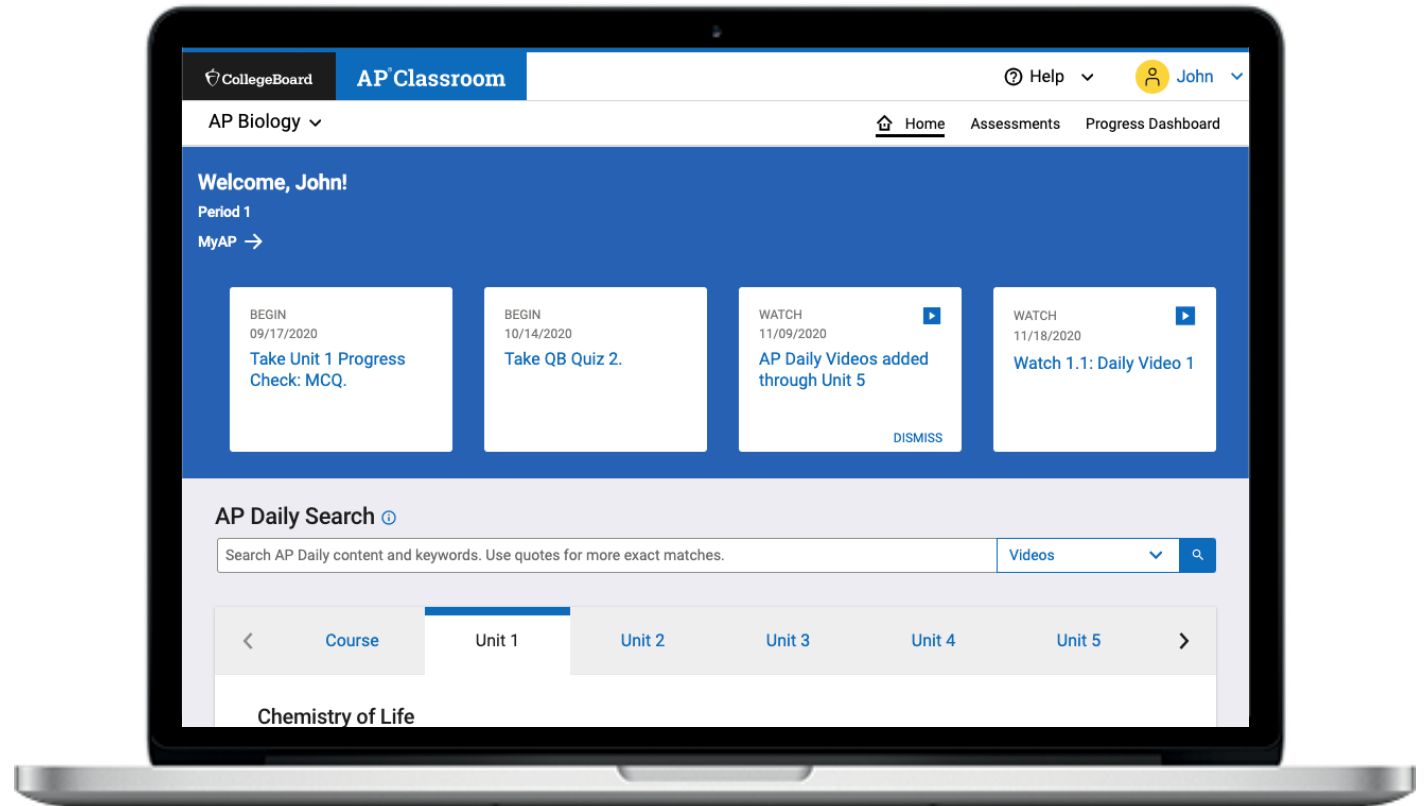 CollegeBoard AP®Classroom Help John
AP Biology Home Assessments Progress Dashboard
Welcome, John!
Period 1
MyAP
BEGIN
09/17/2020
Take Unit 1 Progress
Check: MCQ.
BEGIN
10/14/2020
Take QB Quiz 2.
WATCH
11/09/2020
AP Daily Videos added
through Unit 5
DISMISS
WATCH
11/18/2020
Watch 1.1: Daily Video 1
AP Daily Search
Search AP Daily content and keywords. Use quotes for more exact matches. Videos
Course Unit 1 Unit 2 Unit 3 Unit 4 Unit 5
Chemistry of Life